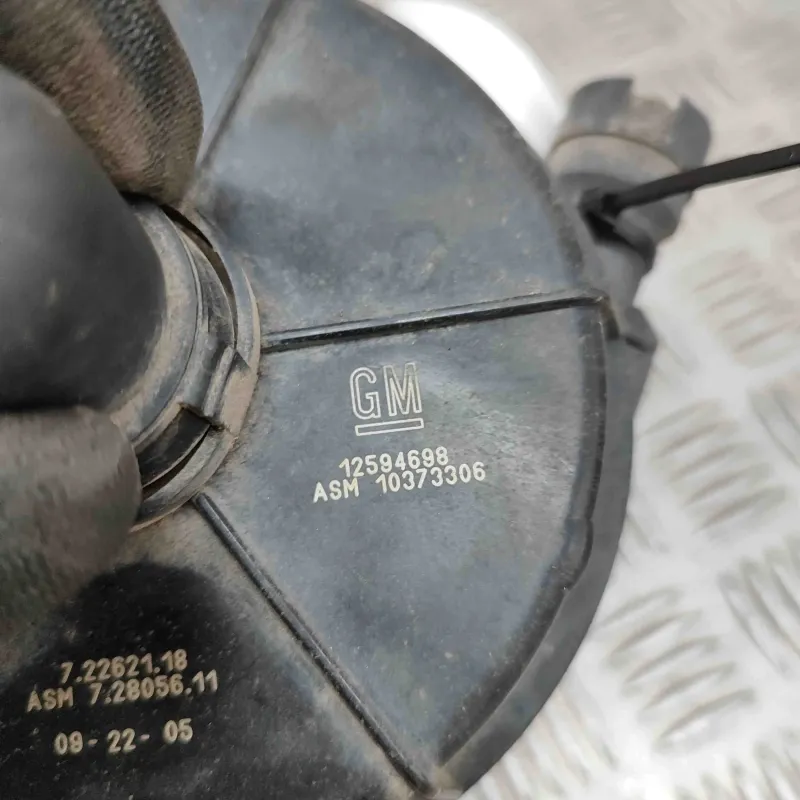 GM
12594698
ASM 10373306
7.22621.18
ASM 7.28056.11
09-22-05